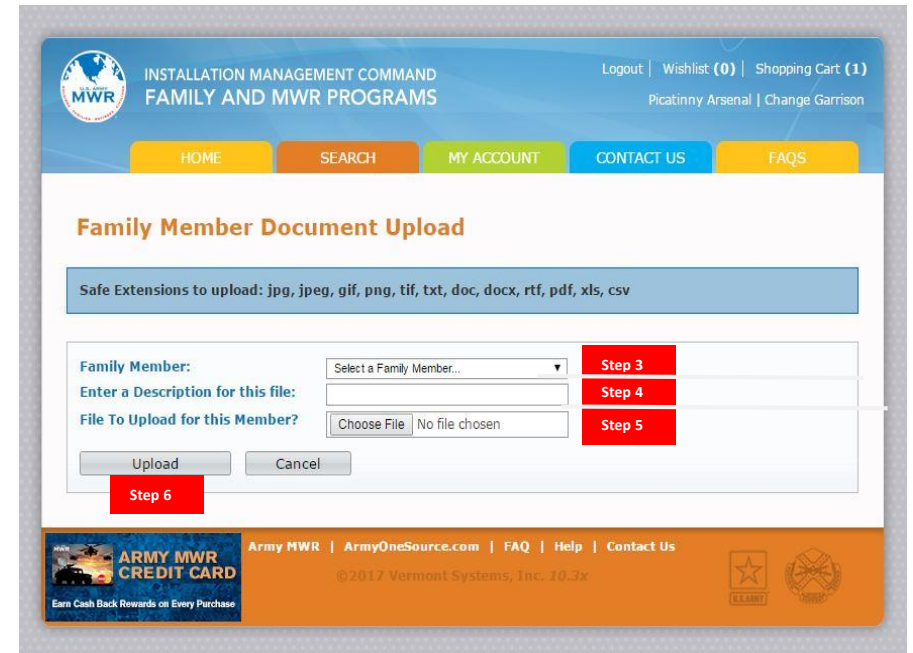 INSTALLATION MANAGEMENT COMMAND
FAMILY AND MWR PROGRAMS
U.S. ARMY
MWR
Logout | Wishlist (0) | Shopping Cart (1)
Picatinny Arsenal | Change Garrison
HOME SEARCH MY ACCOUNT CONTACT US FAQS
Family Member Document Upload
Safe Extensions to upload: jpg, jpeg, gif, png, tif, txt, doc, docx, rtf, pdf, xls, csv
Family Member: Select a Family Member... Step 3
Enter a Description for this file: Step 4
File To Upload for this Member? Choose File No file chosen Step 5
Upload Cancel
Step 6
MWR
ARMY MWR
CREDIT CARD
Earn Cash Back Rewards on Every Purchase
Army MWR | ArmyOneSource.com | FAQ | Help | Contact Us
©2017 Vermont Systems, Inc. 10.3x
U.S.ARMY